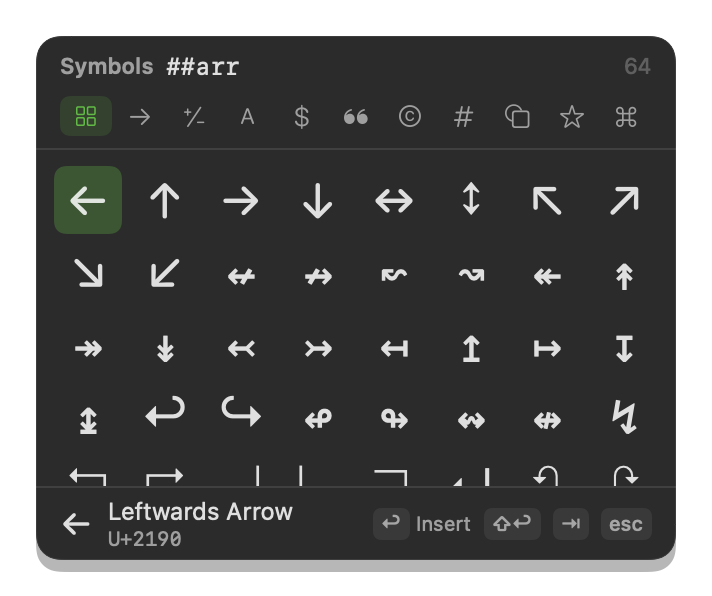 Symbols ##arr 64
→ ⁺⁄₋ A $ ❝ © # ☆ ⌘
← ↑ → ↓ ↔ ↕ ↖ ↗
↘ ↙ ↚ ↛ ↜ ↝ ↞ ↟
↠ ↡ ↢ ↣ ↤ ↥ ↦ ↧
↨ ↩ ↪ ↫ ↬ ↭ ↮ ↯
← Leftwards Arrow
U+2190
↩ Insert ⇧↩ ⇥ esc